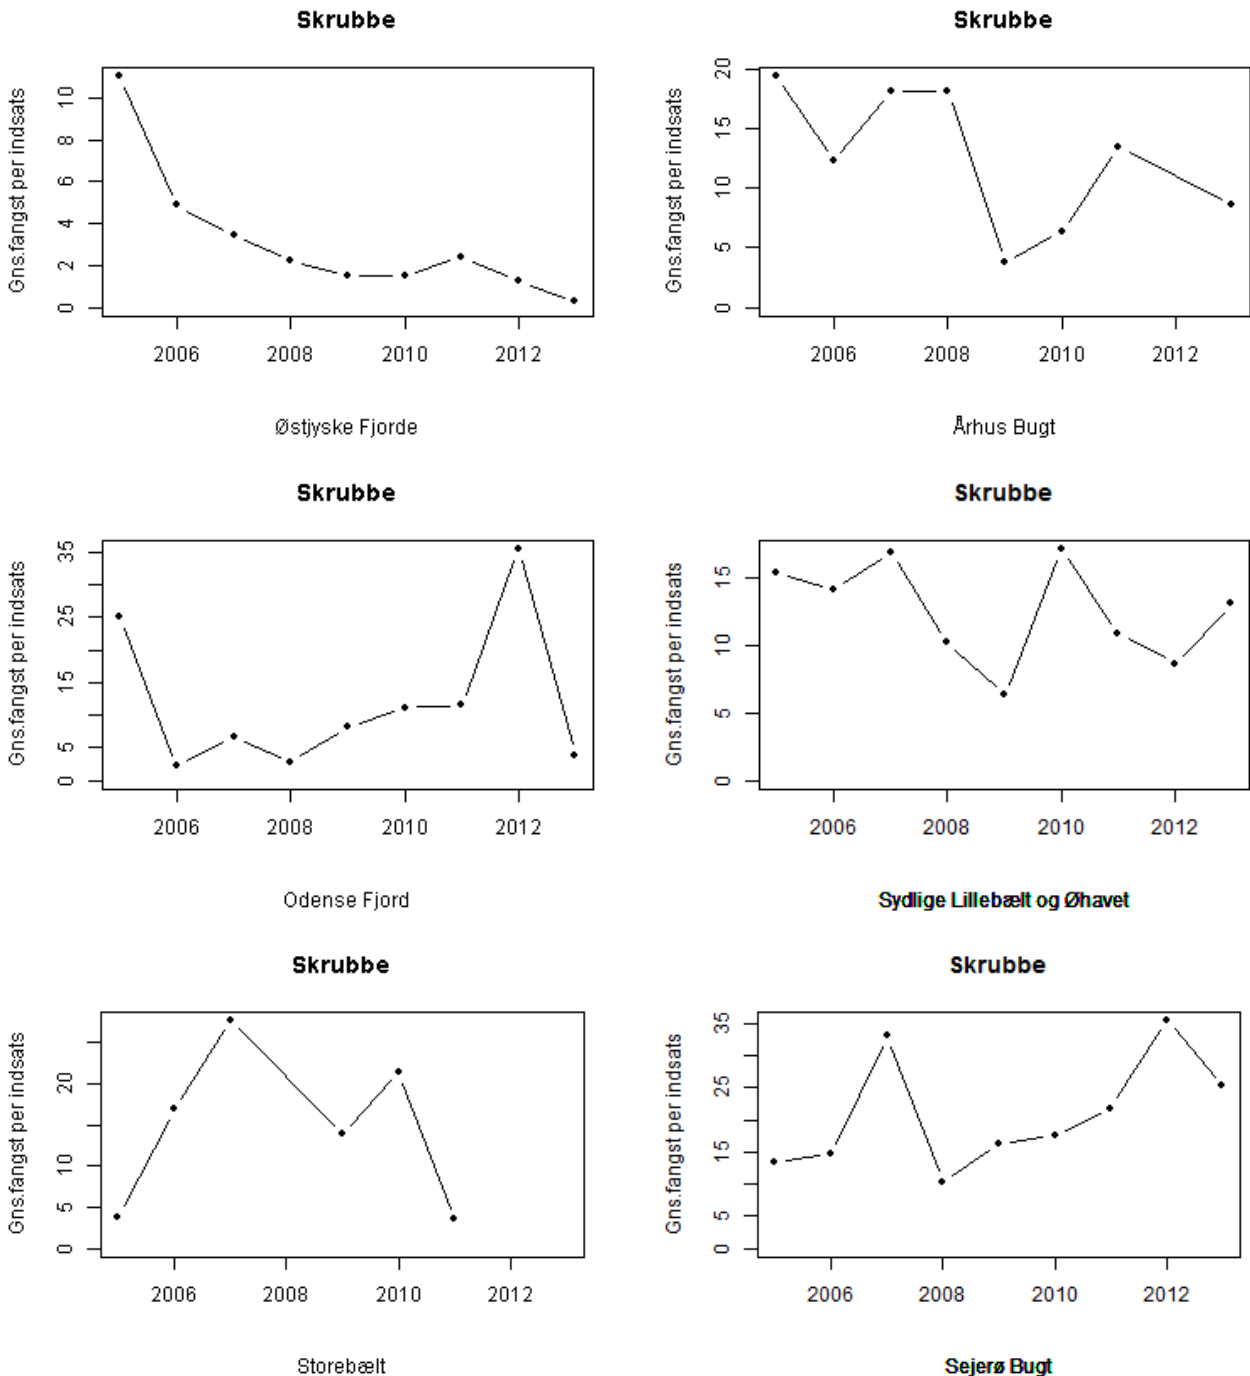 Skrubbe
Gns.fangst per indsats
0 2 4 6 8 10
2006 2008 2010 2012
Østjyske Fjorde
Skrubbe
Gns.fangst per indsats
0 5 10 15 20
2006 2008 2010 2012
Århus Bugt
Skrubbe
Gns.fangst per indsats
0 5 15 25 35
2006 2008 2010 2012
Odense Fjord
Skrubbe
Gns.fangst per indsats
0 5 10 15
2006 2008 2010 2012
Sydlige Lillebælt og Øhavet
Skrubbe
Gns.fangst per indsats
0 5 10 20
2006 2008 2010 2012
Storebælt
Skrubbe
Gns.fangst per indsats
0 5 15 25 35
2006 2008 2010 2012
Sejerø Bugt